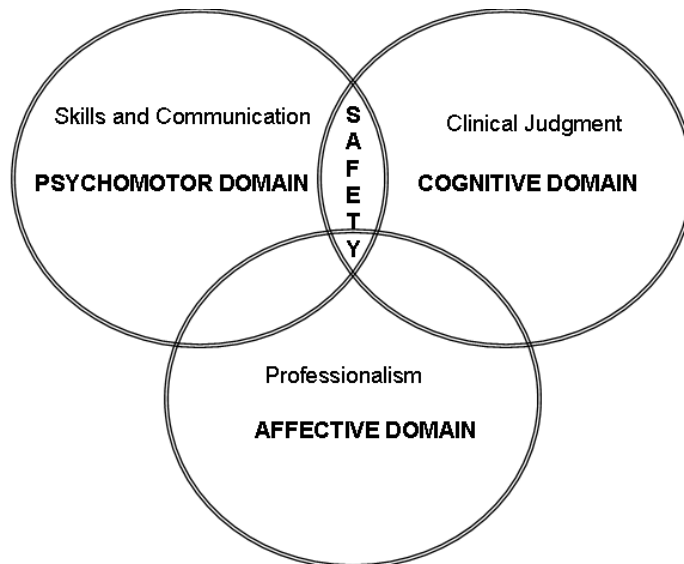 Skills and Communication
PSYCHOMOTOR DOMAIN
S
A
F
E
T
Y
Clinical Judgment
COGNITIVE DOMAIN
Professionalism
AFFECTIVE DOMAIN